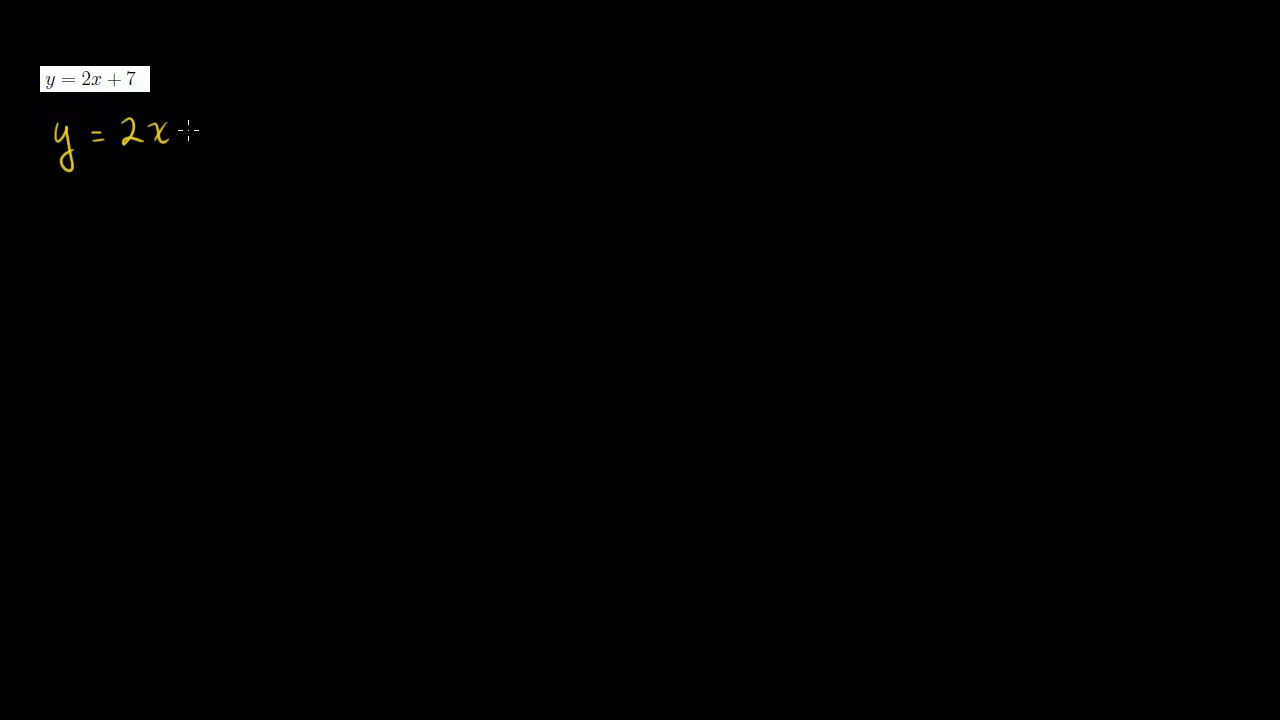 y = 2x + 7
y = 2x